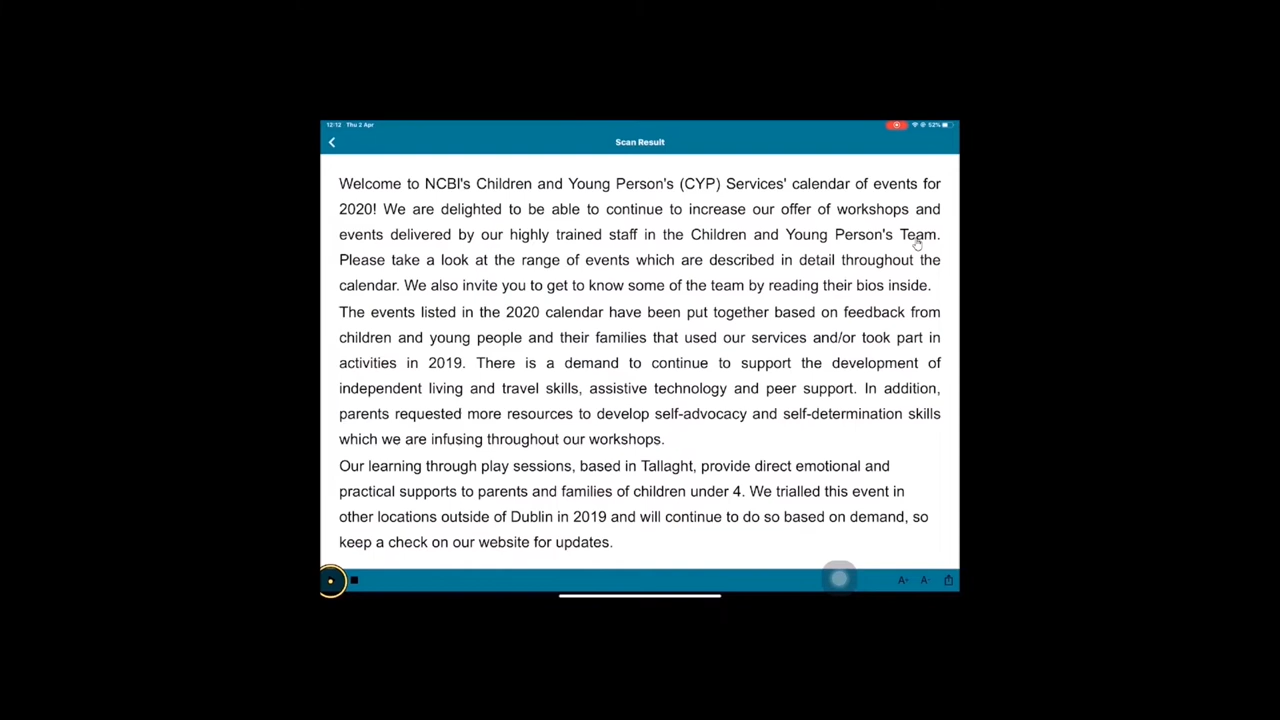 12:12 Thu 2 Apr
52%
Scan Result
Welcome to NCBI's Children and Young Person's (CYP) Services' calendar of events for
2020! We are delighted to be able to continue to increase our offer of workshops and
events delivered by our highly trained staff in the Children and Young Person's Team.
Please take a look at the range of events which are described in detail throughout the
calendar. We also invite you to get to know some of the team by reading their bios inside.
The events listed in the 2020 calendar have been put together based on feedback from
children and young people and their families that used our services and/or took part in
activities in 2019. There is a demand to continue to support the development of
independent living and travel skills, assistive technology and peer support. In addition,
parents requested more resources to develop self-advocacy and self-determination skills
which we are infusing throughout our workshops.
Our learning through play sessions, based in Tallaght, provide direct emotional and
practical supports to parents and families of children under 4. We trialled this event in
other locations outside of Dublin in 2019 and will continue to do so based on demand, so
keep a check on our website for updates.
A+ A-